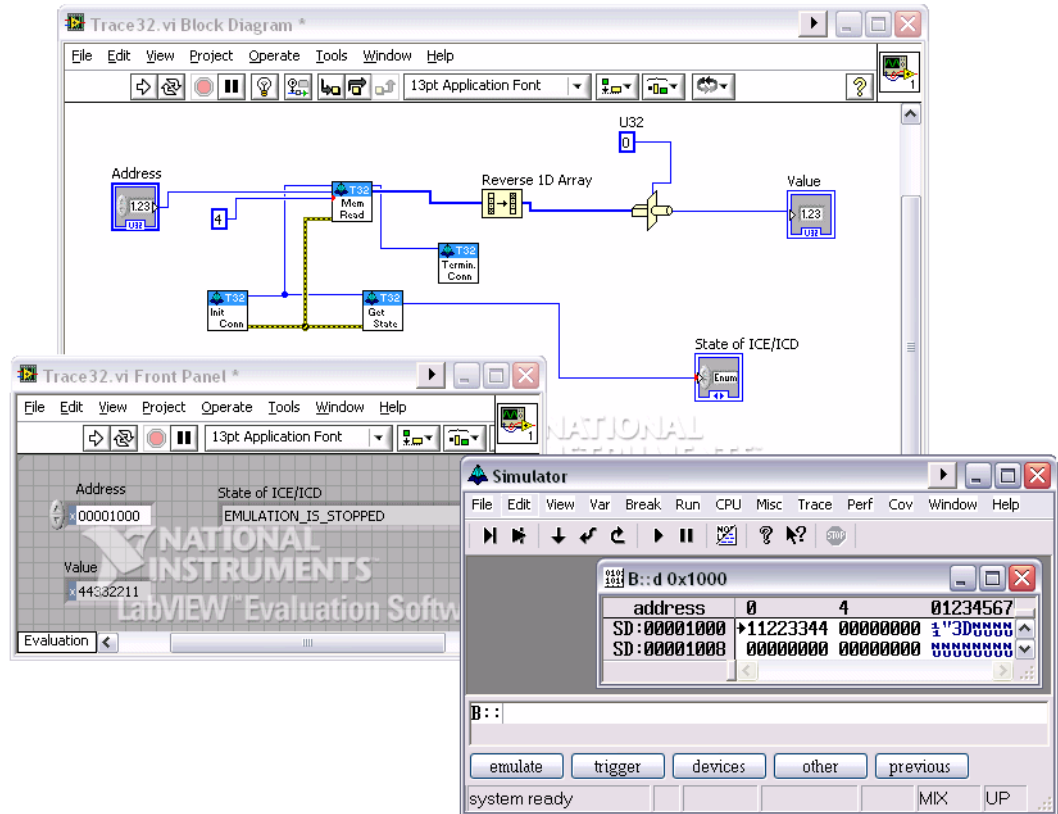 Trace32.vi Block Diagram *
File Edit View Project Operate Tools Window Help
13pt Application Font
1
U32
0
Address
1.23
U32
T32
Mem
Read
4
Reverse 1D Array
Value
1.23
U32
T32
Termin.
Conn
T32
Init
Conn
T32
Get
State
State of ICE/ICD
Enum
NATIONAL
Trace32.vi Front Panel *
File Edit View Project Operate Tools Window Help
13pt Application Font
1
Address
x 00001000
State of ICE/ICD
EMULATION_IS_STOPPED
NATIONAL
INSTRUMENTS
Value
x 44332211
LabVIEW™ Evaluation Softw
Evaluation
Simulator
File Edit View Var Break Run CPU Misc Trace Perf Cov Window Help
STOP
B::d 0x1000
address 0 4 01234567
SD:00001000 11223344 00000000
SD:00001008 00000000 00000000
B::
emulate trigger devices other previous
system ready MIX UP